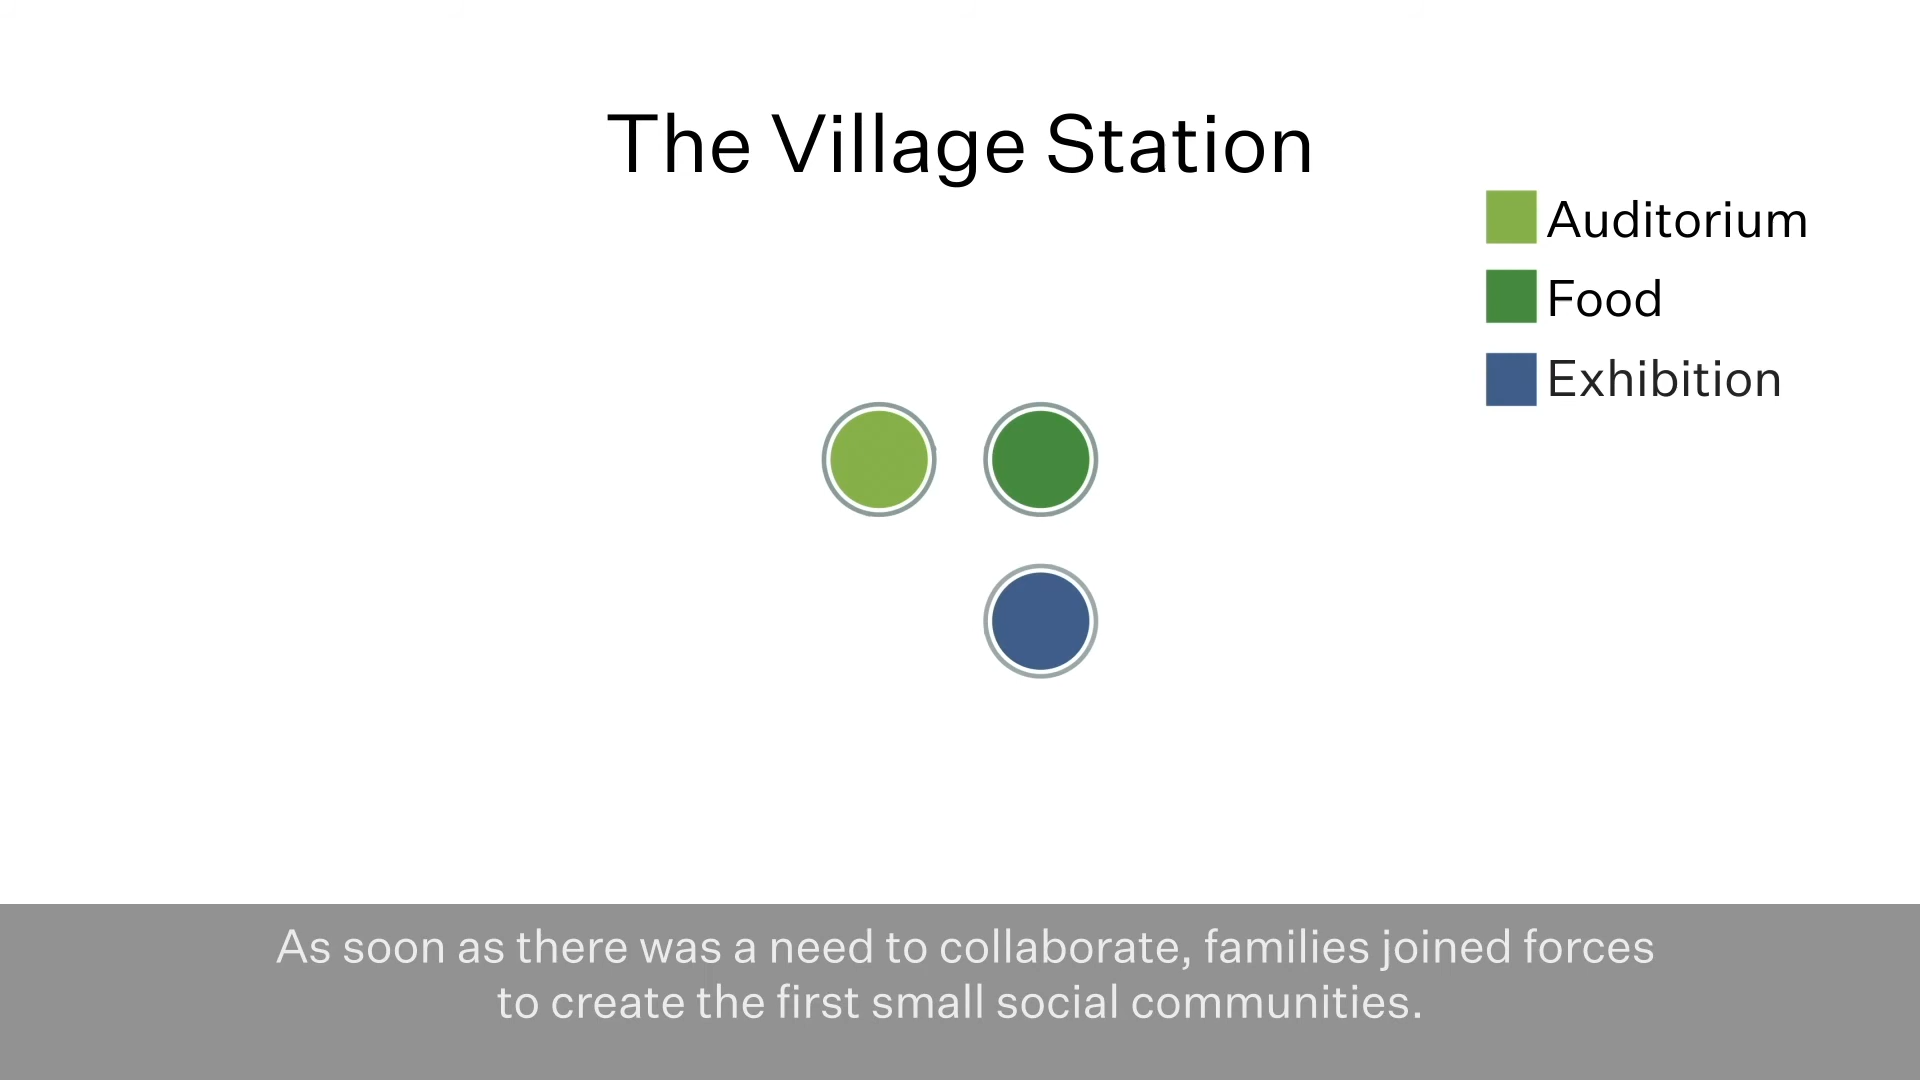 The Village Station
Auditorium
Food
Exhibition
As soon as there was a need to collaborate, families joined forces
to create the first small social communities.